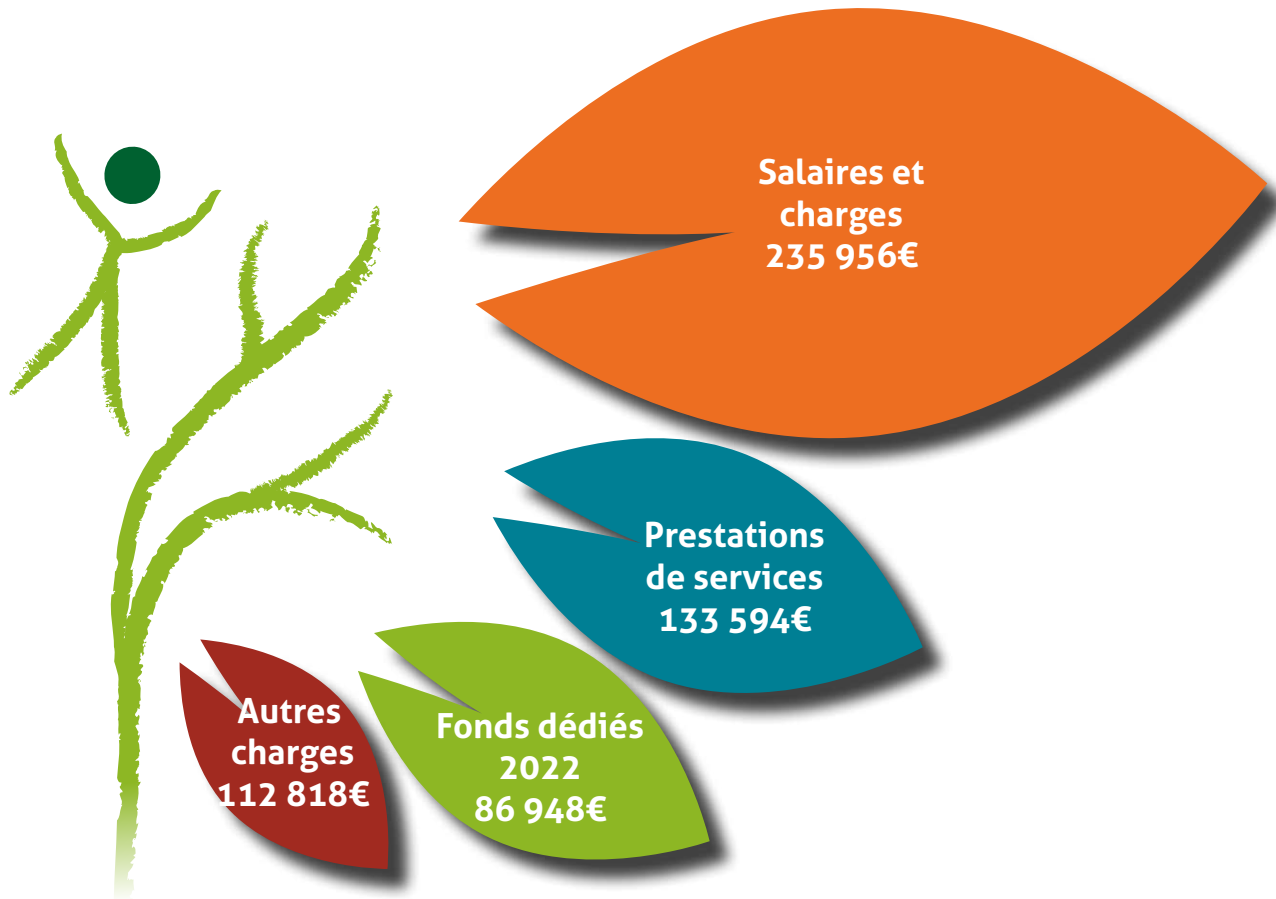 Salaires et
charges
235 956€
Prestations
de services
133 594€
Fonds dédiés
2022
86 948€
Autres
charges
112 818€